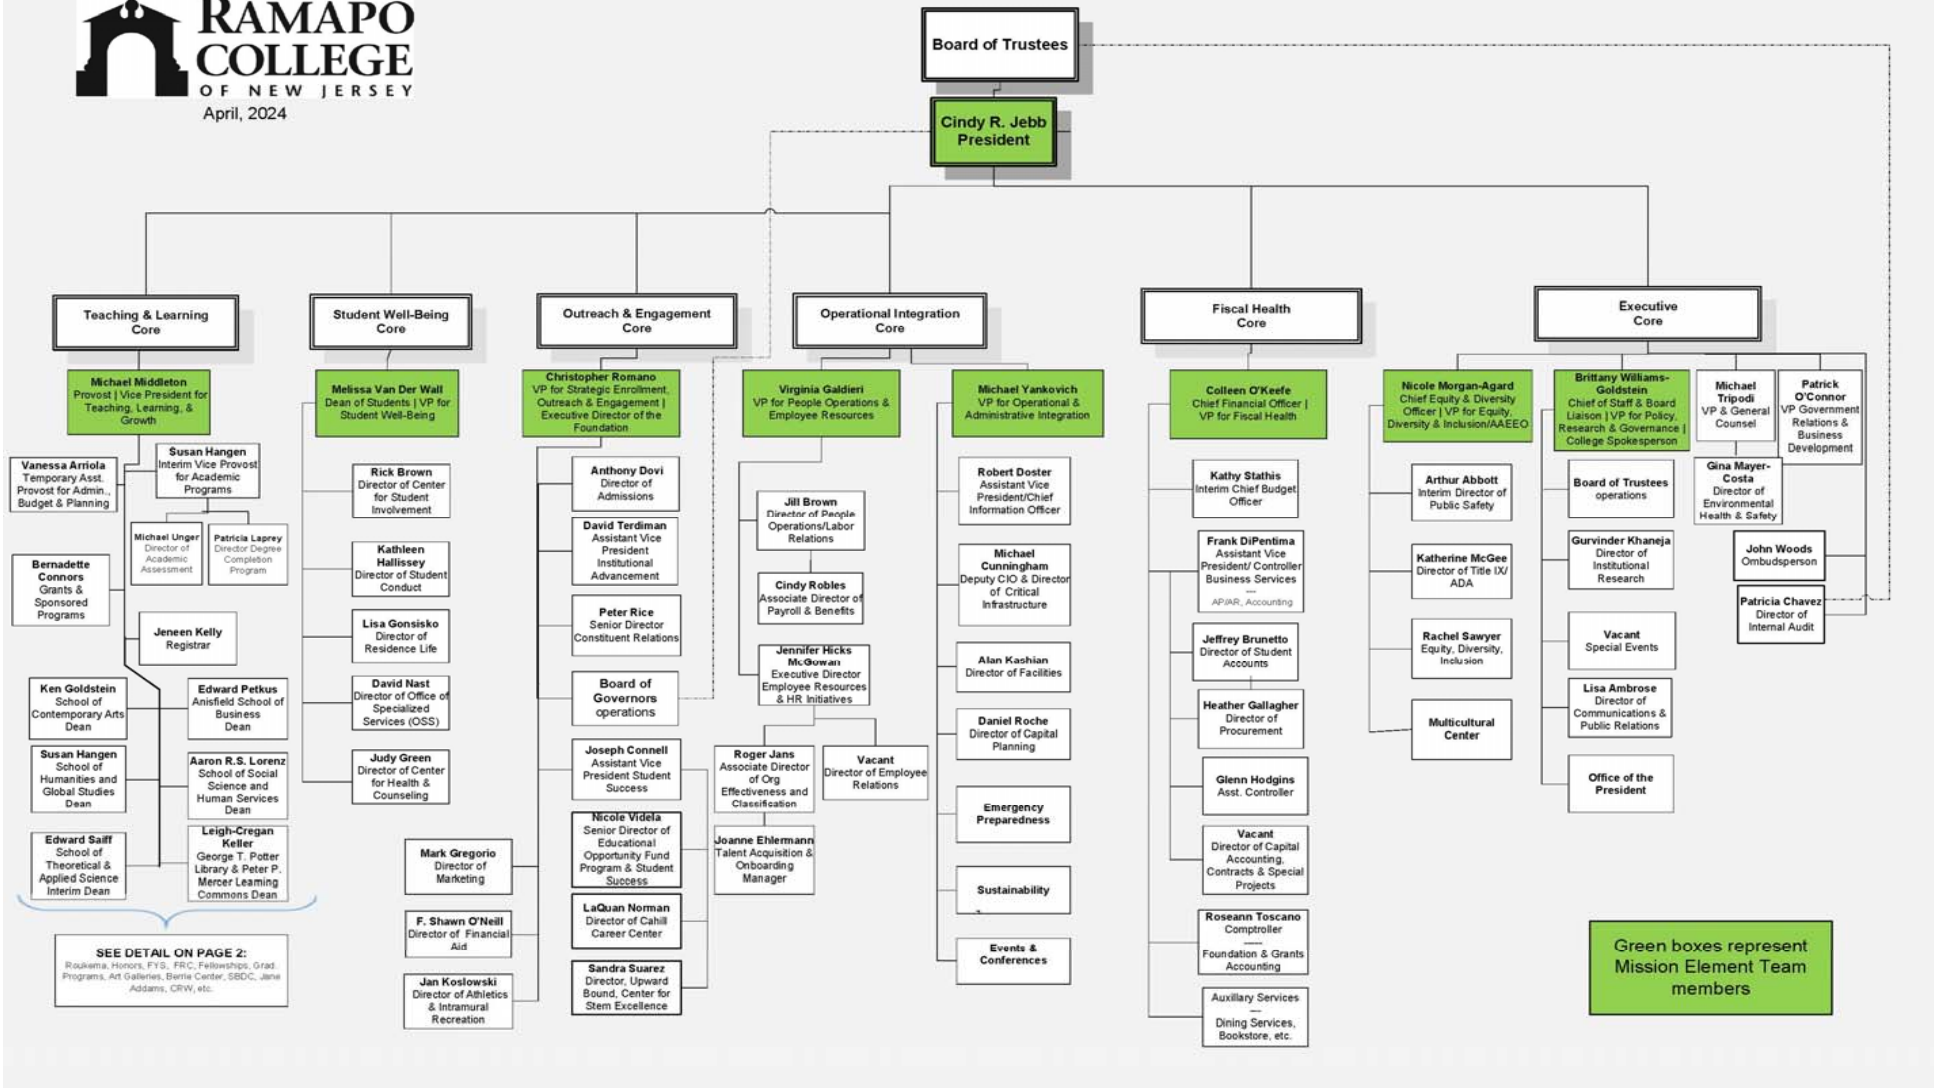 RAMAPO
COLLEGE
OF NEW JERSEY
April, 2024
Board of Trustees
Cindy R. Jebb
President
Teaching & Learning
Core
Student Well-Being
Core
Outreach & Engagement
Core
Operational Integration
Core
Fiscal Health
Core
Executive
Core
Michael Middleton
Provost | Vice President for
Teaching, Learning, &
Growth
Vanessa Arriola
Temporary Asst.
Provost for Admin.,
Budget & Planning
Susan Hangen
Interim Vice Provost
for Academic
Programs
Michael Unger
Director of
Academic
Assessment
Patricia Laprey
Director Degree
Completion
Program
Bernadette
Connors
Grants &
Sponsored
Programs
Jeneen Kelly
Registrar
Ken Goldstein
School of
Contemporary Arts
Dean
Edward Petkus
Anisfield School of
Business
Dean
Susan Hangen
School of
Humanities and
Global Studies
Dean
Aaron R.S. Lorenz
School of Social
Science and
Human Services
Dean
Edward Saiff
School of
Theoretical &
Applied Science
Interim Dean
Leigh-Cregan
Keller
George T. Potter
Library & Peter P.
Mercer Learning
Commons Dean
SEE DETAIL ON PAGE 2:
Roukema, Honors, FYS, FRC, Fellowships, Grad.
Programs, Art Galleries, Berrie Center, SBDC, Jane
Addams, CRW, etc.
Melissa Van Der Wall
Dean of Students | VP for
Student Well-Being
Rick Brown
Director of Center
for Student
Involvement
Kathleen
Hallissey
Director of Student
Conduct
Lisa Gonsisko
Director of
Residence Life
David Nast
Director of Office of
Specialized
Services (OSS)
Judy Green
Director of Center
for Health &
Counseling
Christopher Romano
VP for Strategic Enrollment,
Outreach & Engagement |
Executive Director of the
Foundation
Anthony Dovi
Director of
Admissions
David Terdiman
Assistant Vice
President
Institutional
Advancement
Peter Rice
Senior Director
Constituent Relations
Board of
Governors
operations
Joseph Connell
Assistant Vice
President Student
Success
Nicole Videla
Senior Director of
Educational
Opportunity Fund
Program & Student
Success
LaQuan Norman
Director of Cahill
Career Center
Sandra Suarez
Director, Upward
Bound, Center for
Stem Excellence
Mark Gregorio
Director of
Marketing
F. Shawn O'Neill
Director of Financial
Aid
Jan Koslowski
Director of Athletics
& Intramural
Recreation
Virginia Galdieri
VP for People Operations &
Employee Resources
Jill Brown
Director of People
Operations/Labor
Relations
Cindy Robles
Associate Director of
Payroll & Benefits
Jennifer Hicks
McGowan
Executive Director
Employee Resources
& HR Initiatives
Roger Jans
Associate Director
of Org
Effectiveness and
Classification
Vacant
Director of Employee
Relations
Joanne Ehlermann
Talent Acquisition &
Onboarding
Manager
Michael Yankovich
VP for Operational &
Administrative Integration
Robert Doster
Assistant Vice
President/Chief
Information Officer
Michael
Cunningham
Deputy CIO & Director
of Critical
Infrastructure
Alan Kashian
Director of Facilities
Daniel Roche
Director of Capital
Planning
Emergency
Preparedness
Sustainability
Events &
Conferences
Colleen O'Keefe
Chief Financial Officer |
VP for Fiscal Health
Kathy Stathis
Interim Chief Budget
Officer
Frank DiPentima
Assistant Vice
President/ Controller
Business Services
---
AP/AR, Accounting
Jeffrey Brunetto
Director of Student
Accounts
Heather Gallagher
Director of
Procurement
Glenn Hodgins
Asst. Controller
Vacant
Director of Capital
Accounting,
Contracts & Special
Projects
Roseann Toscano
Comptroller
-----
Foundation & Grants
Accounting
Auxillary Services
---
Dining Services,
Bookstore, etc.
Nicole Morgan-Agard
Chief Equity & Diversity
Officer | VP for Equity,
Diversity & Inclusion/AAEEO
Arthur Abbott
Interim Director of
Public Safety
Katherine McGee
Director of Title IX/
ADA
Rachel Sawyer
Equity, Diversity,
Inclusion
Multicultural
Center
Brittany Williams-
Goldstein
Chief of Staff & Board
Liaison | VP for Policy,
Research & Governance |
College Spokesperson
Board of Trustees
operations
Gurvinder Khaneja
Director of
Institutional
Research
Vacant
Special Events
Lisa Ambrose
Director of
Communications &
Public Relations
Office of the
President
Michael
Tripodi
VP & General
Counsel
Gina Mayer-
Costa
Director of
Environmental
Health & Safety
Patrick
O'Connor
VP Government
Relations &
Business
Development
John Woods
Ombudsperson
Patricia Chavez
Director of
Internal Audit
Green boxes represent
Mission Element Team
members